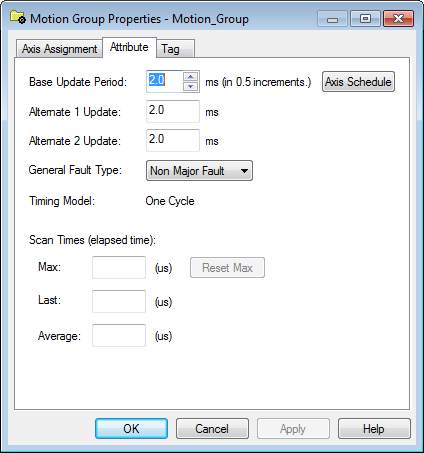 Motion Group Properties - Motion_Group
Axis Assignment Attribute Tag
Base Update Period: 2.0 ms (in 0.5 increments.) Axis Schedule
Alternate 1 Update: 2.0 ms
Alternate 2 Update: 2.0 ms
General Fault Type: Non Major Fault
Timing Model: One Cycle
Scan Times (elapsed time):
Max: (us) Reset Max
Last: (us)
Average: (us)
OK Cancel Apply Help